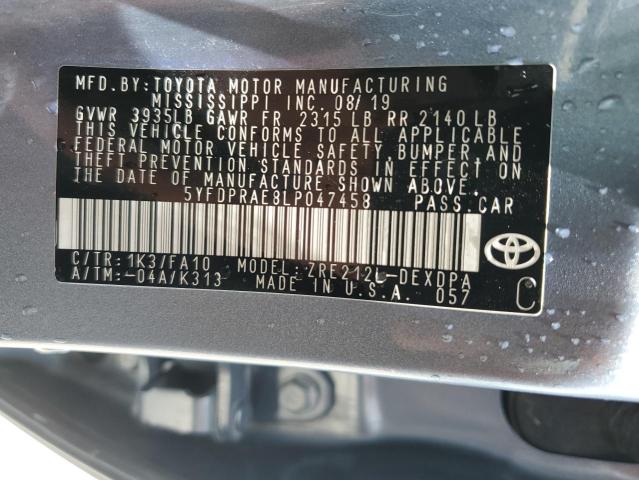 MFD. BY: TOYOTA MOTOR MANUFACTURING
MISSISSIPPI INC. 08/19
GVWR 3935LB GAWR FR 2315 LB RR 2140 LB
THIS VEHICLE CONFORMS TO ALL APPLICABLE
FEDERAL MOTOR VEHICLE SAFETY, BUMPER, AND
THEFT PREVENTION STANDARDS IN EFFECT ON
THE DATE OF MANUFACTURE SHOWN ABOVE.
5YFDPRAE8LP047458 PASS. CAR
C/TR: 1K3/FA10 MODEL: ZRE212L-DEXDPA
A/TM: -04A/K313 MADE IN U.S.A. 057
C